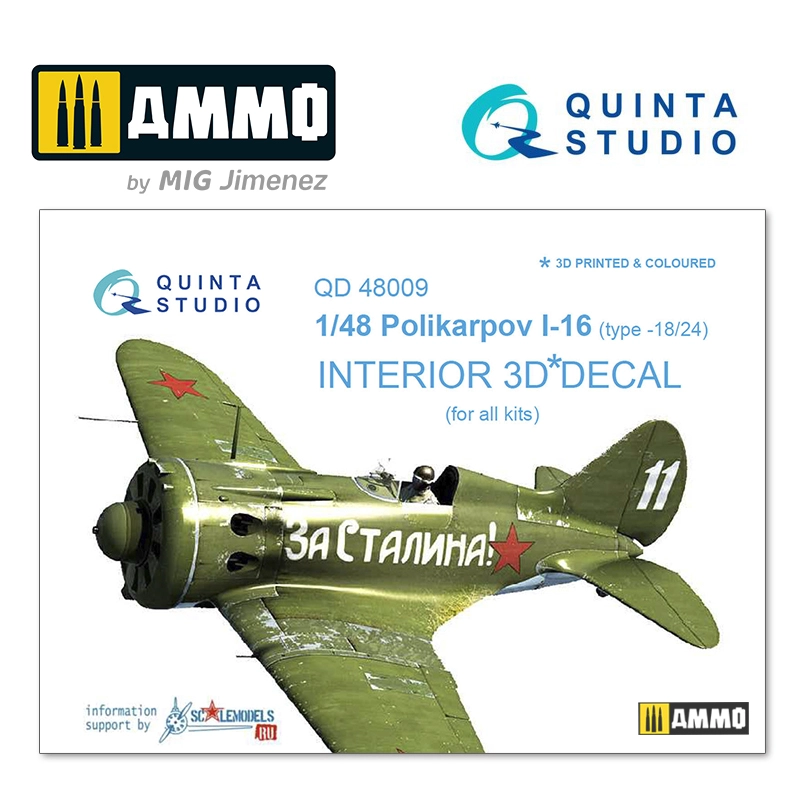 AMMO
by MIG Jimenez
QUINTA
STUDIO
* 3D PRINTED & COLOURED
QUINTA
STUDIO
QD 48009
1/48 Polikarpov I-16 (type -18/24)
INTERIOR 3D*DECAL
(for all kits)
11
За Сталина!
information
support by
SCALEMODELS
.RU
AMMO